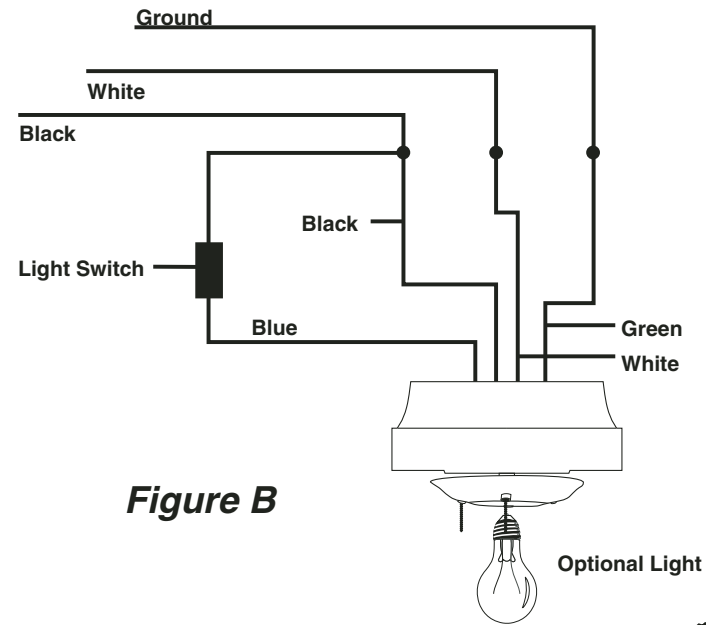 Ground
White
Black
Black
Light Switch
Blue
Green
White
Figure B
Optional Light